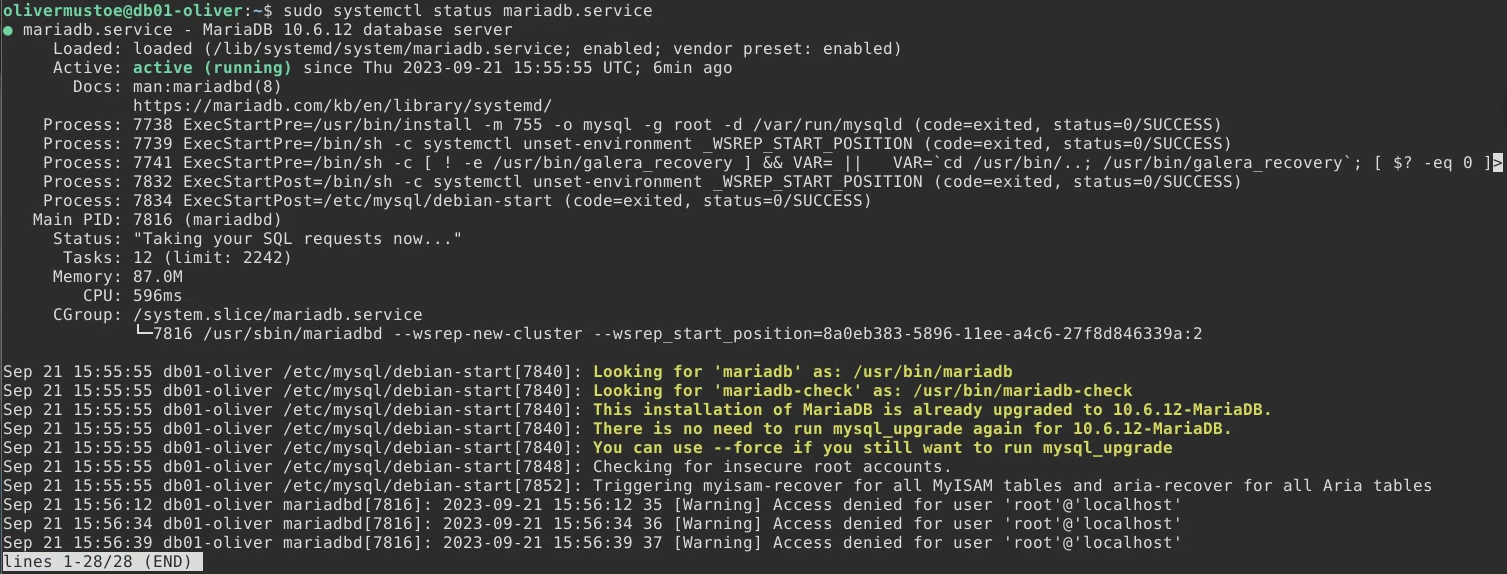 olivermustoe@db01-oliver:~$ sudo systemctl status mariadb.service
● mariadb.service - MariaDB 10.6.12 database server
     Loaded: loaded (/lib/systemd/system/mariadb.service; enabled; vendor preset: enabled)
     Active: active (running) since Thu 2023-09-21 15:55:55 UTC; 6min ago
       Docs: man:mariadbd(8)
             https://mariadb.com/kb/en/library/systemd/
    Process: 7738 ExecStartPre=/usr/bin/install -m 755 -o mysql -g root -d /var/run/mysqld (code=exited, status=0/SUCCESS)
    Process: 7739 ExecStartPre=/bin/sh -c systemctl unset-environment _WSREP_START_POSITION (code=exited, status=0/SUCCESS)
    Process: 7741 ExecStartPre=/bin/sh -c [ ! -e /usr/bin/galera_recovery ] && VAR= ||   VAR=`cd /usr/bin/..; /usr/bin/galera_recovery`; [ $? -eq 0 ]>
    Process: 7832 ExecStartPost=/bin/sh -c systemctl unset-environment _WSREP_START_POSITION (code=exited, status=0/SUCCESS)
    Process: 7834 ExecStartPost=/etc/mysql/debian-start (code=exited, status=0/SUCCESS)
   Main PID: 7816 (mariadbd)
     Status: "Taking your SQL requests now..."
      Tasks: 12 (limit: 2242)
     Memory: 87.0M
        CPU: 596ms
     CGroup: /system.slice/mariadb.service
             └─7816 /usr/sbin/mariadbd --wsrep-new-cluster --wsrep_start_position=8a0eb383-5896-11ee-a4c6-27f8d846339a:2
Sep 21 15:55:55 db01-oliver /etc/mysql/debian-start[7840]: Looking for 'mariadb' as: /usr/bin/mariadb
Sep 21 15:55:55 db01-oliver /etc/mysql/debian-start[7840]: Looking for 'mariadb-check' as: /usr/bin/mariadb-check
Sep 21 15:55:55 db01-oliver /etc/mysql/debian-start[7840]: This installation of MariaDB is already upgraded to 10.6.12-MariaDB.
Sep 21 15:55:55 db01-oliver /etc/mysql/debian-start[7840]: There is no need to run mysql_upgrade again for 10.6.12-MariaDB.
Sep 21 15:55:55 db01-oliver /etc/mysql/debian-start[7840]: You can use --force if you still want to run mysql_upgrade
Sep 21 15:55:55 db01-oliver /etc/mysql/debian-start[7848]: Checking for insecure root accounts.
Sep 21 15:55:55 db01-oliver /etc/mysql/debian-start[7852]: Triggering myisam-recover for all MyISAM tables and aria-recover for all Aria tables
Sep 21 15:56:12 db01-oliver mariadbd[7816]: 2023-09-21 15:56:12 35 [Warning] Access denied for user 'root'@'localhost'
Sep 21 15:56:34 db01-oliver mariadbd[7816]: 2023-09-21 15:56:34 36 [Warning] Access denied for user 'root'@'localhost'
Sep 21 15:56:39 db01-oliver mariadbd[7816]: 2023-09-21 15:56:39 37 [Warning] Access denied for user 'root'@'localhost'
lines 1-28/28 (END)